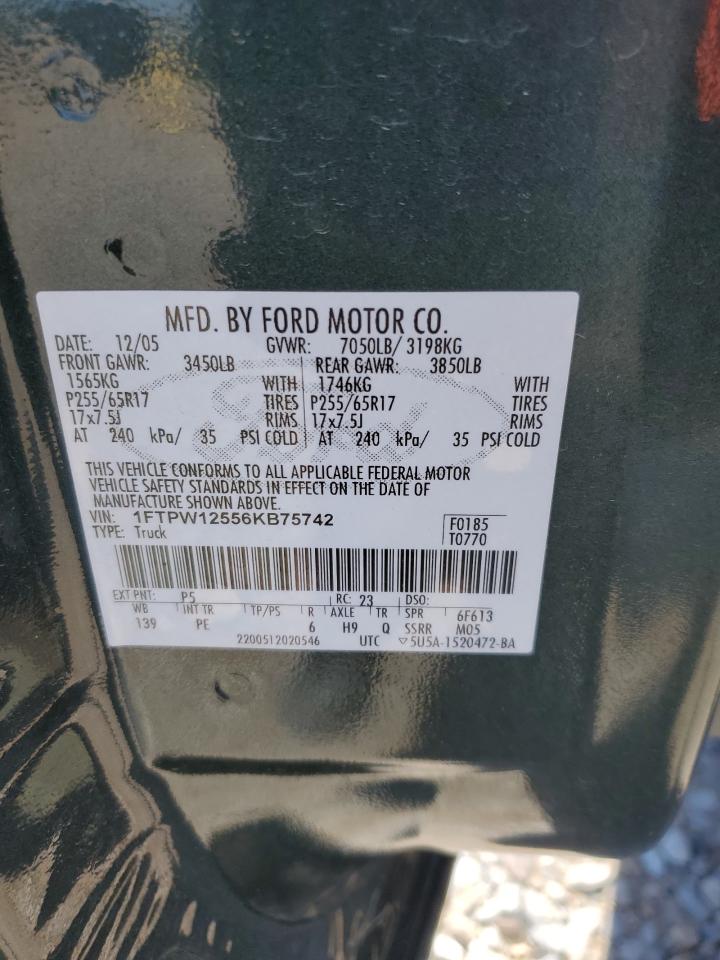 MFD. BY FORD MOTOR CO.
DATE: 12/05 GVWR: 7050LB/ 3198KG
FRONT GAWR: 3450LB REAR GAWR: 3850LB
1565KG WITH 1746KG WITH
P255/65R17 TIRES P255/65R17 TIRES
17x7.5J RIMS 17x7.5J RIMS
AT 240 kPa/ 35 PSI COLD AT 240 kPa/ 35 PSI COLD
Ford
THIS VEHICLE CONFORMS TO ALL APPLICABLE FEDERAL MOTOR
VEHICLE SAFETY STANDARDS IN EFFECT ON THE DATE OF
MANUFACTURE SHOWN ABOVE.
VIN: 1FTPW12556KB75742 F0185
TYPE: Truck T0770
EXT PNT: P5 RC: 23 DSO:
WB INT TR TP/PS R AXLE TR SPR 6F613
139 PE 6 H9 Q SSRR M05
2200512020546 UTC ▽5U5A-1520472-BA